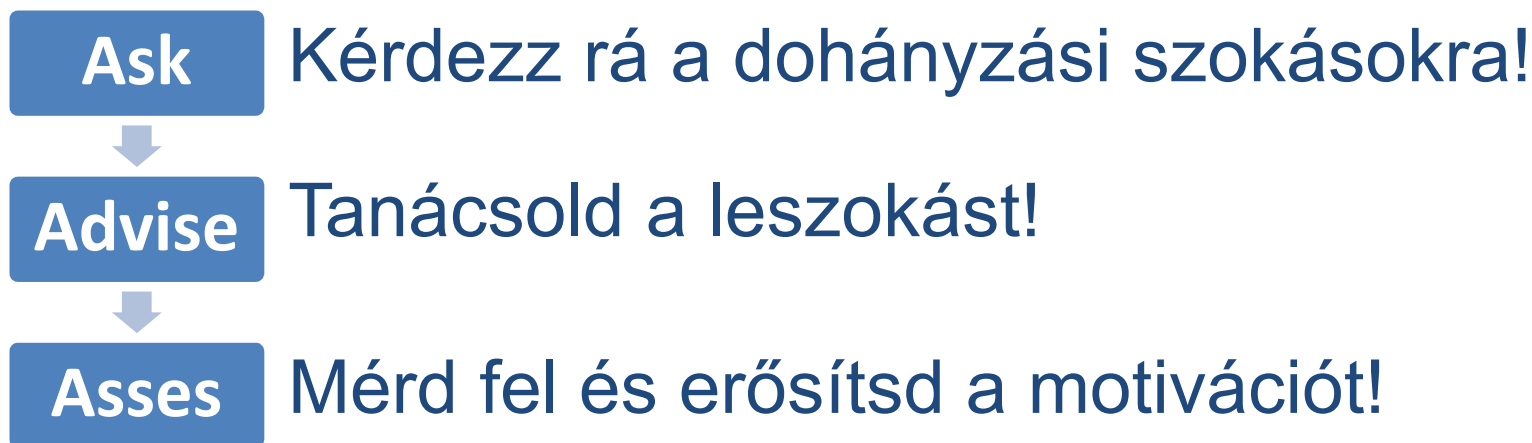 Ask
Kérdezz rá a dohányzási szokásokra!
Advise
Tanácsold a leszokást!
Asses
Mérd fel és erősítsd a motivációt!